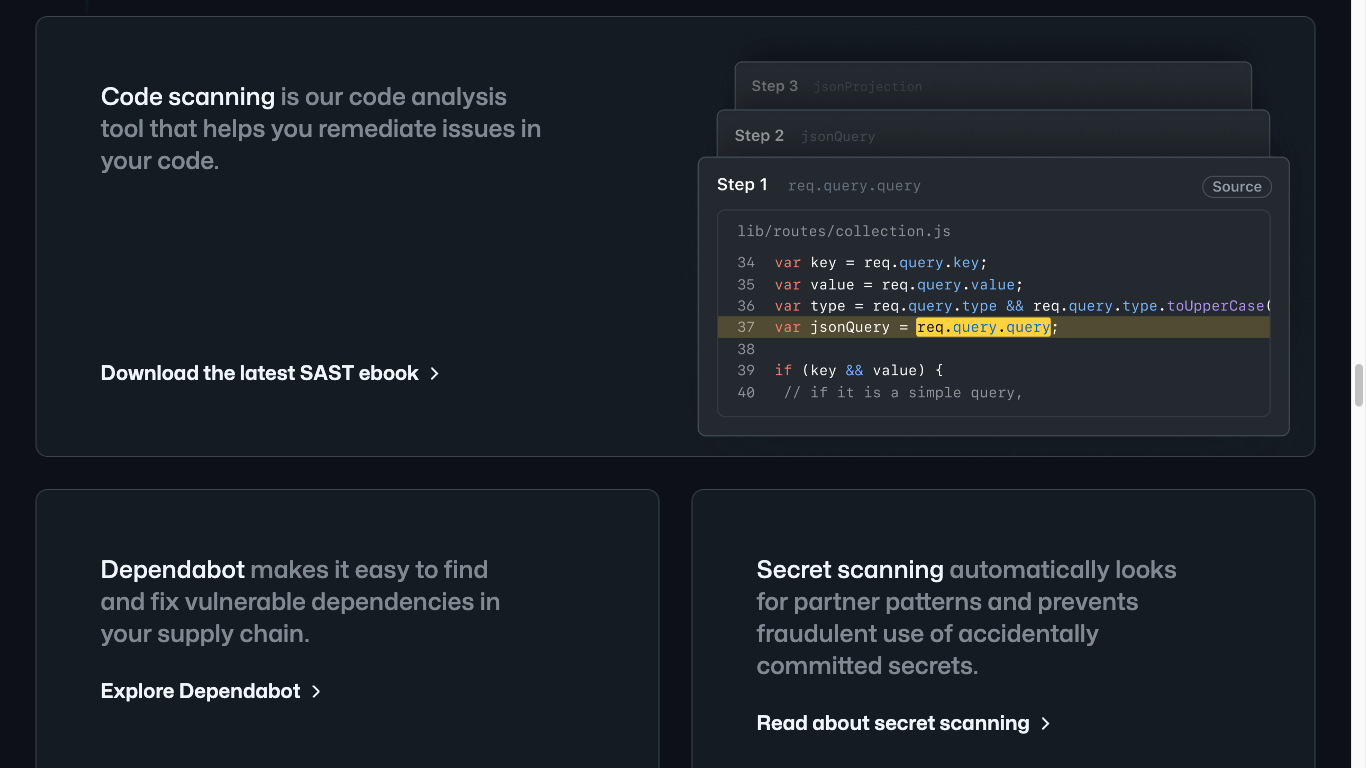 Code scanning is our code analysis
tool that helps you remediate issues in
your code.
Download the latest SAST ebook
Step 3 jsonProjection
Step 2 jsonQuery
Step 1 req.query.query Source
lib/routes/collection.js
34 var key = req.query.key;
35 var value = req.query.value;
36 var type = req.query.type && req.query.type.toUpperCase(
37 var jsonQuery = req.query.query;
38
39 if (key && value) {
40 // if it is a simple query,
Dependabot makes it easy to find
and fix vulnerable dependencies in
your supply chain.
Explore Dependabot
Secret scanning automatically looks
for partner patterns and prevents
fraudulent use of accidentally
committed secrets.
Read about secret scanning